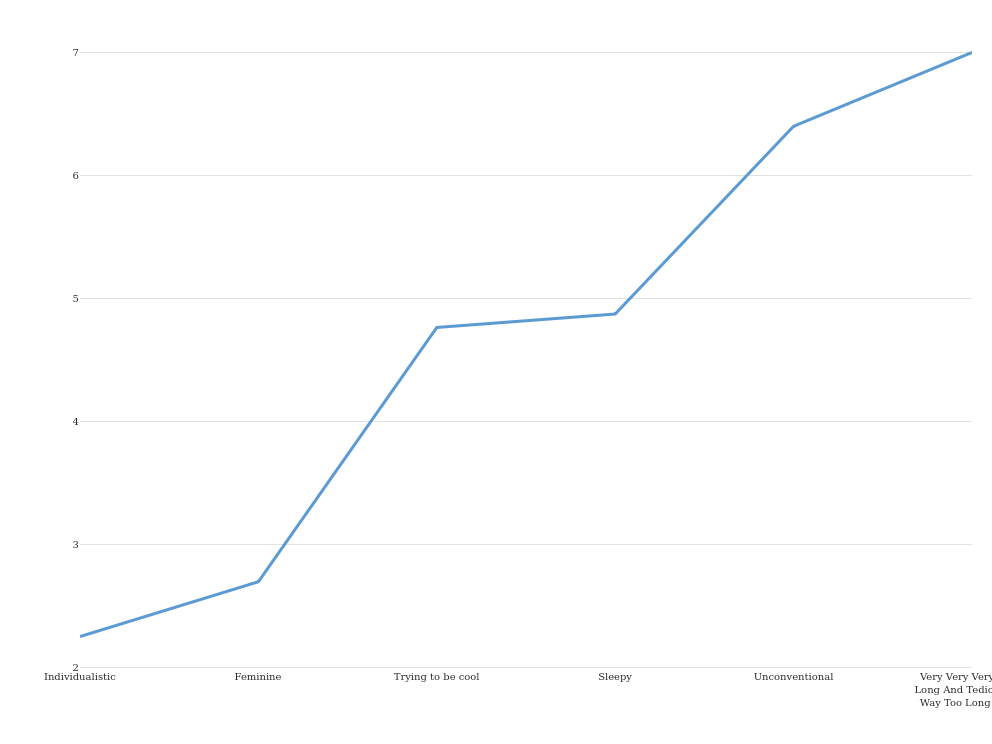 7
6
5
4
3
2
Individualistic
Feminine
Trying to be cool
Sleepy
Unconventional
Very Very Very
Long And
Way Too Long